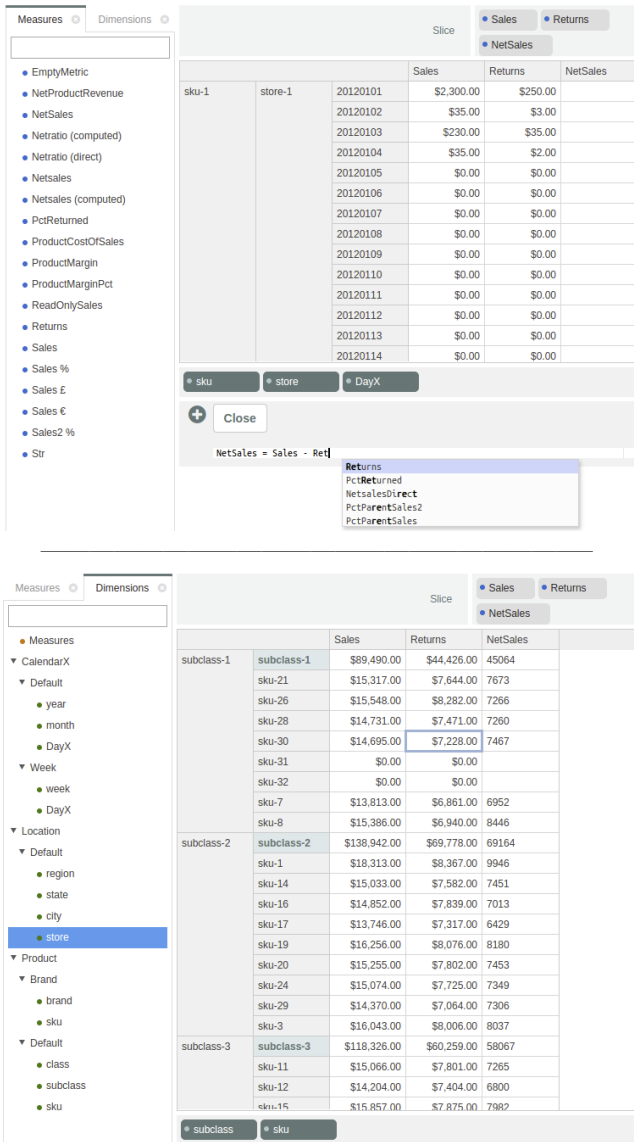 Measures Dimensions
Slice Sales Returns
NetSales
Sales Returns NetSales
EmptyMetric
NetProductRevenue
NetSales
Netratio (computed)
Netratio (direct)
Netsales
Netsales (computed)
PctReturned
ProductCostOfSales
ProductMargin
ProductMarginPct
ReadOnlySales
Returns
Sales
Sales %
Sales £
Sales €
Sales2 %
Str
sku-1 store-1 20120101 $2,300.00 $250.00
20120102 $35.00 $3.00
20120103 $230.00 $35.00
20120104 $35.00 $2.00
20120105 $0.00 $0.00
20120106 $0.00 $0.00
20120107 $0.00 $0.00
20120108 $0.00 $0.00
20120109 $0.00 $0.00
20120110 $0.00 $0.00
20120111 $0.00 $0.00
20120112 $0.00 $0.00
20120113 $0.00 $0.00
20120114 $0.00 $0.00
sku store DayX
Close
NetSales = Sales - Ret
Returns
PctReturned
NetsalesDirect
PctParentSales2
PctParentSales
Measures Dimensions
Slice Sales Returns
NetSales
Measures
CalendarX
Default
year
month
DayX
Week
week
DayX
Location
Default
region
state
city
store
Product
Brand
brand
sku
Default
class
subclass
sku
Sales Returns NetSales
subclass-1 subclass-1 $89,490.00 $44,426.00 45064
sku-21 $15,317.00 $7,644.00 7673
sku-26 $15,548.00 $8,282.00 7266
sku-28 $14,731.00 $7,471.00 7260
sku-30 $14,695.00 $7,228.00 7467
sku-31 $0.00 $0.00
sku-32 $0.00 $0.00
sku-7 $13,813.00 $6,861.00 6952
sku-8 $15,386.00 $6,940.00 8446
subclass-2 subclass-2 $138,942.00 $69,778.00 69164
sku-1 $18,313.00 $8,367.00 9946
sku-14 $15,033.00 $7,582.00 7451
sku-16 $14,852.00 $7,839.00 7013
sku-17 $13,746.00 $7,317.00 6429
sku-19 $16,256.00 $8,076.00 8180
sku-20 $15,255.00 $7,802.00 7453
sku-24 $15,074.00 $7,725.00 7349
sku-29 $14,370.00 $7,064.00 7306
sku-3 $16,043.00 $8,006.00 8037
subclass-3 subclass-3 $118,326.00 $60,259.00 58067
sku-11 $15,066.00 $7,801.00 7265
sku-12 $14,204.00 $7,404.00 6800
sku-15 $15,857.00 $7,875.00 7982
subclass sku